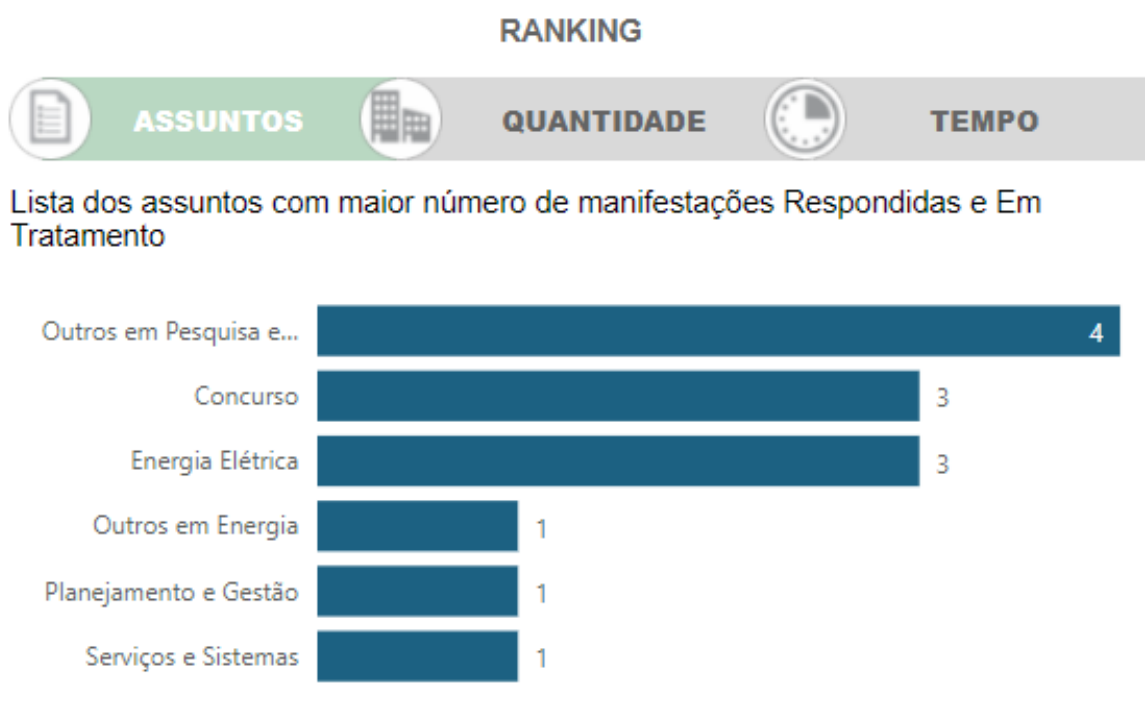 RANKING
ASSUNTOS
QUANTIDADE
TEMPO
Lista dos assuntos com maior número de manifestações Respondidas e Em
Tratamento
Outros em Pesquisa e... 4
Concurso 3
Energia Elétrica 3
Outros em Energia 1
Planejamento e Gestão 1
Serviços e Sistemas 1